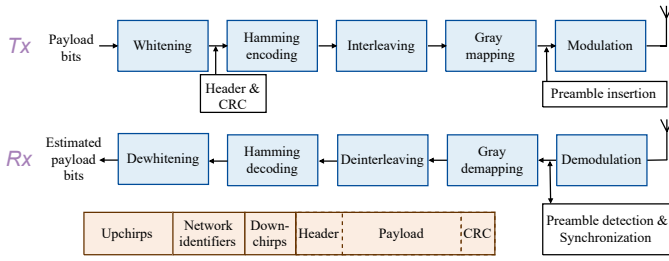 Tx
Payload
bits
Whitening
Hamming
encoding
Interleaving
Gray
mapping
Modulation
Header &
CRC
Preamble insertion
Rx
Estimated
payload
bits
Dewhitening
Hamming
decoding
Deinterleaving
Gray
demapping
Demodulation
Preamble detection &
Synchronization
Upchirps
Network
identifiers
Down-
chirps
Header
Payload
CRC